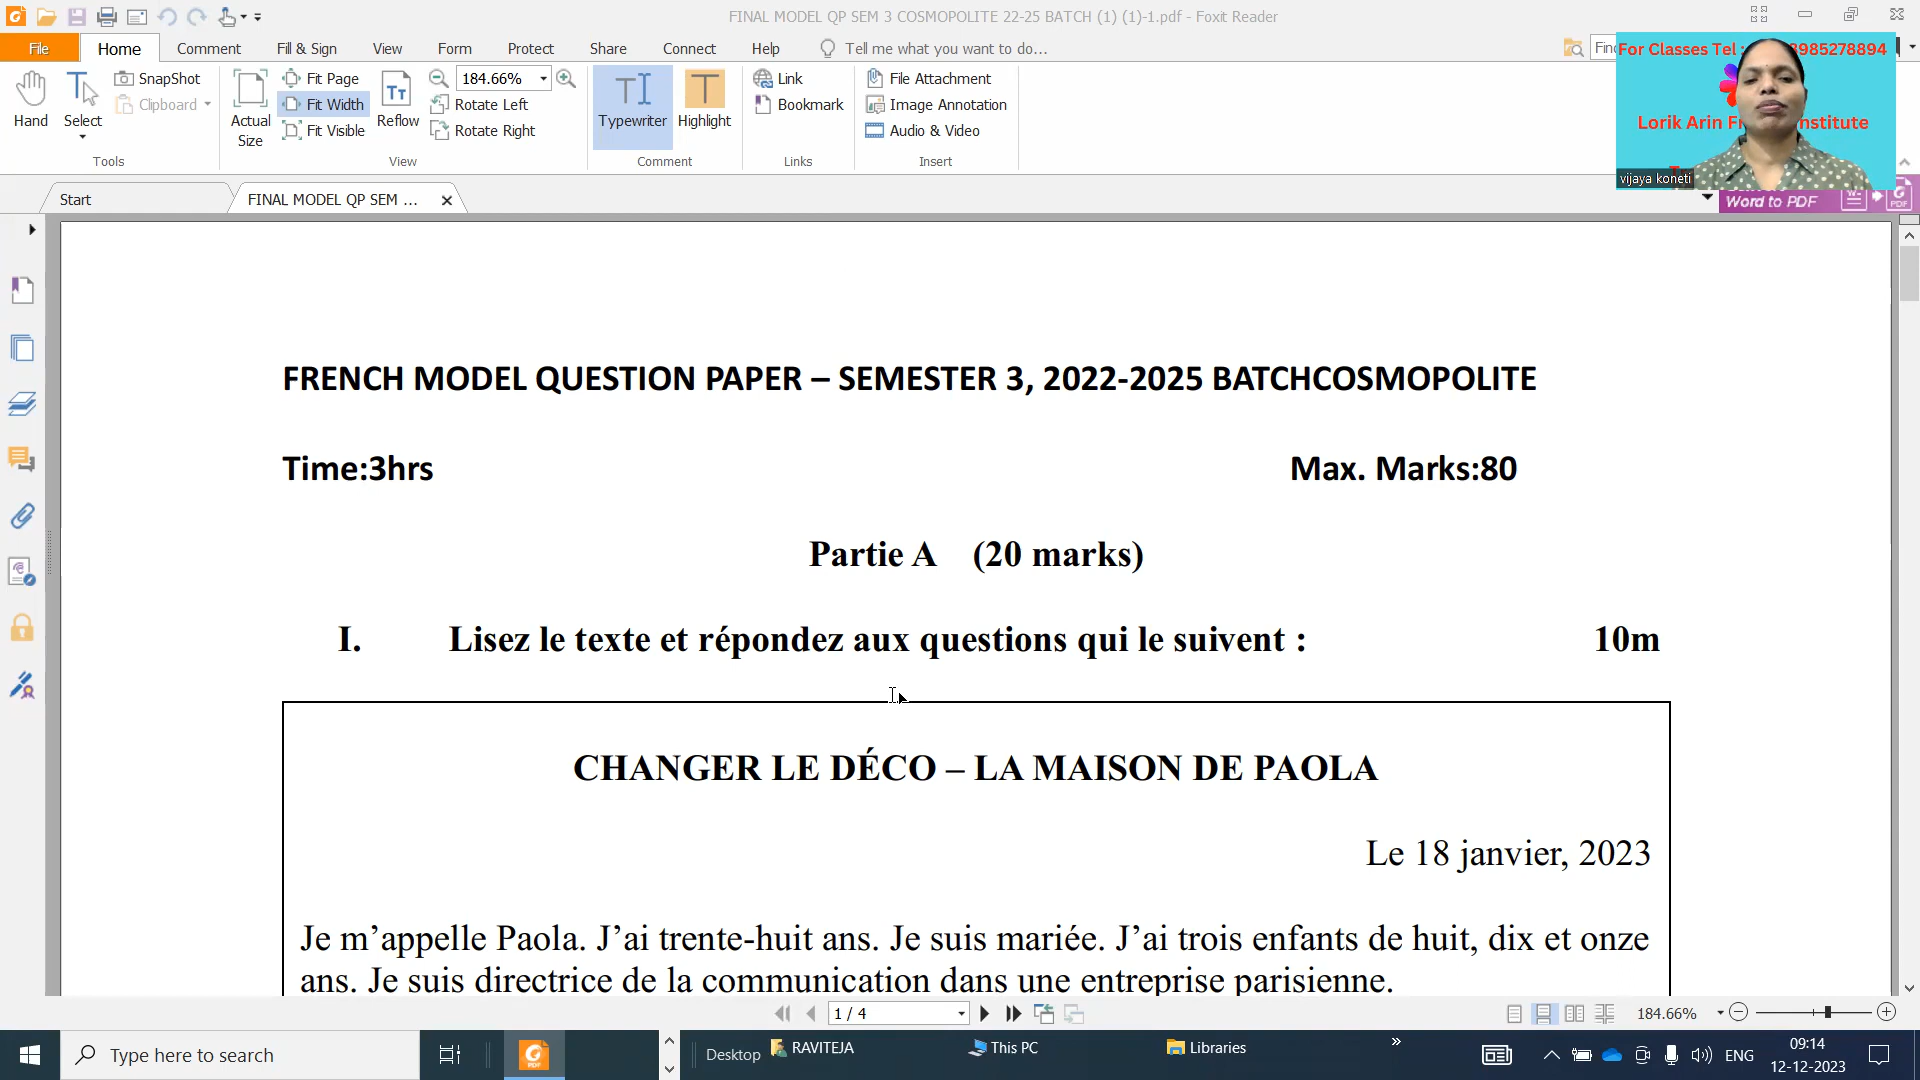 FINAL MODEL QP SEM 3 COSMOPOLITE 22-25 BATCH (1) (1)-1.pdf - Foxit Reader
File Home Comment Fill & Sign View Form Protect Share Connect Help Tell me what you want to do... Fin
For Classes Tel : 8985278894
Lorik Arin Fr nstitute
vijaya koneti
Hand
Select
SnapShot
Clipboard
Tools
Actual Size
Fit Page
Fit Width
Fit Visible
Reflow
184.66%
Rotate Left
Rotate Right
View
Typewriter
Highlight
Comment
Link
Bookmark
Links
File Attachment
Image Annotation
Audio & Video
Insert
Start
FINAL MODEL QP SEM ...
Word to PDF
FRENCH MODEL QUESTION PAPER – SEMESTER 3, 2022-2025 BATCHCOSMOPOLITE
Time:3hrs Max. Marks:80
Partie A (20 marks)
I. Lisez le texte et répondez aux questions qui le suivent : 10m
CHANGER LE DÉCO – LA MAISON DE PAOLA
Le 18 janvier, 2023
Je m’appelle Paola. J’ai trente-huit ans. Je suis mariée. J’ai trois enfants de huit, dix et onze
ans. Je suis directrice de la communication dans une entreprise parisienne.
1 / 4
184.66%
Type here to search
Desktop
RAVITEJA
This PC
Libraries
ENG
09:14
12-12-2023